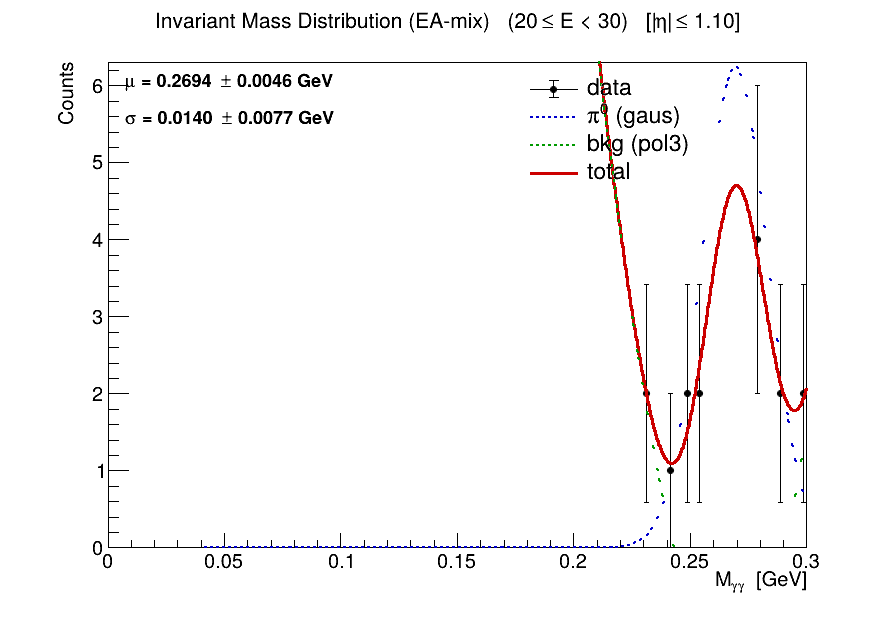 Invariant Mass Distribution (EA-mix) (20 ≤ E < 30) [|η| ≤ 1.10]
Counts
μ = 0.2694 ± 0.0046 GeV
σ = 0.0140 ± 0.0077 GeV
data
π⁰ (gaus)
bkg (pol3)
total
6
5
4
3
2
1
0
0 0.05 0.1 0.15 0.2 0.25 0.3
Mγγ [GeV]